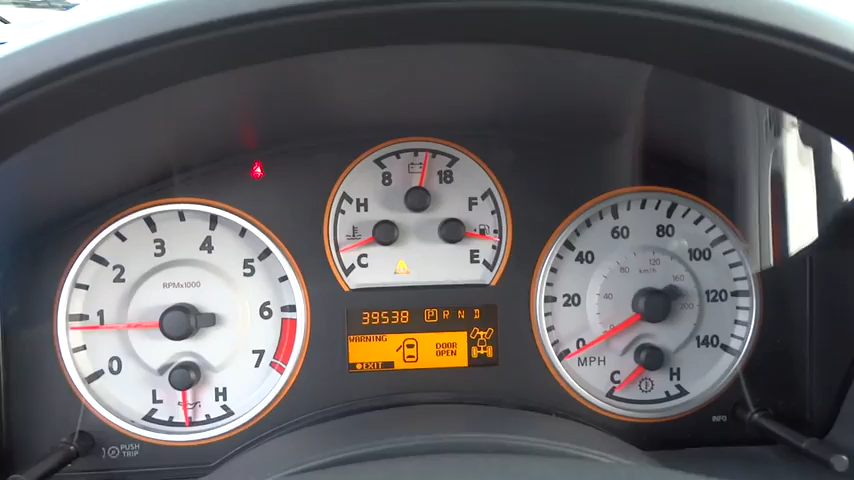 8 18
H F
C E
RPMx1000
0 1 2 3 4 5 6 7
L H
39538 P R N D
WARNING
DOOR
OPEN
EXIT
0 20 40 60 80 100 120 140
km/h
40 80 120 160 200
MPH
C H
PUSH
TRIP
INFO